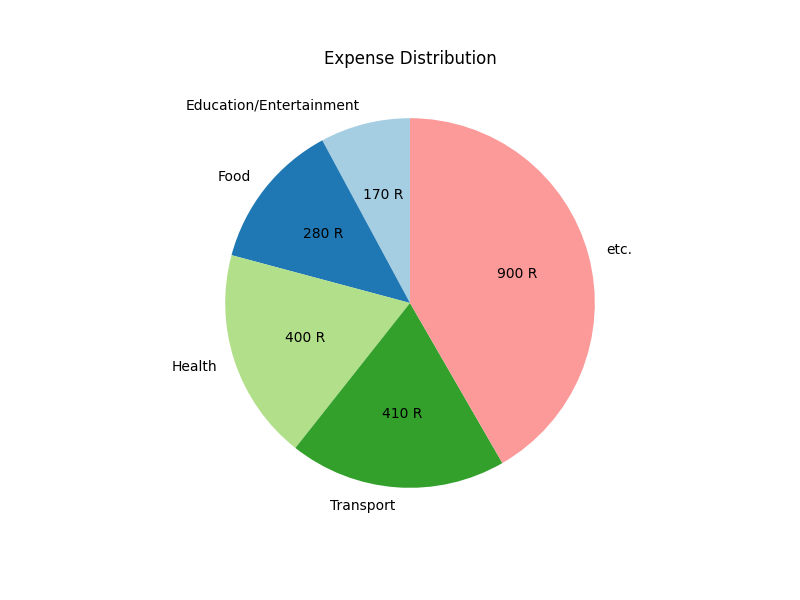 Expense Distribution
Education/Entertainment
170 R
Food
280 R
etc.
900 R
Health
400 R
410 R
Transport